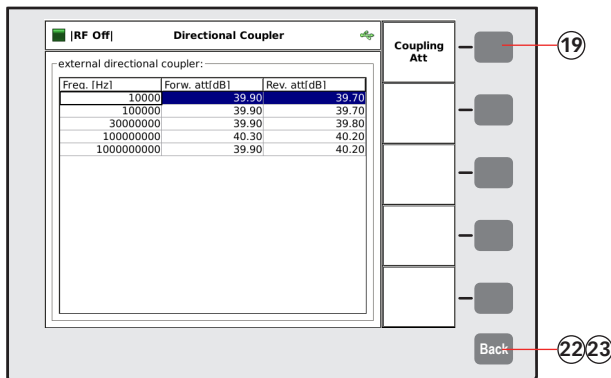 |RF Off| Directional Coupler
Coupling
Att
19
external directional coupler:
Freq. [Hz] Forw. att[dB] Rev. att[dB]
10000 39.90 39.70
100000 39.90 39.70
30000000 39.90 39.80
100000000 40.30 40.20
1000000000 39.90 40.20
Back
22 23